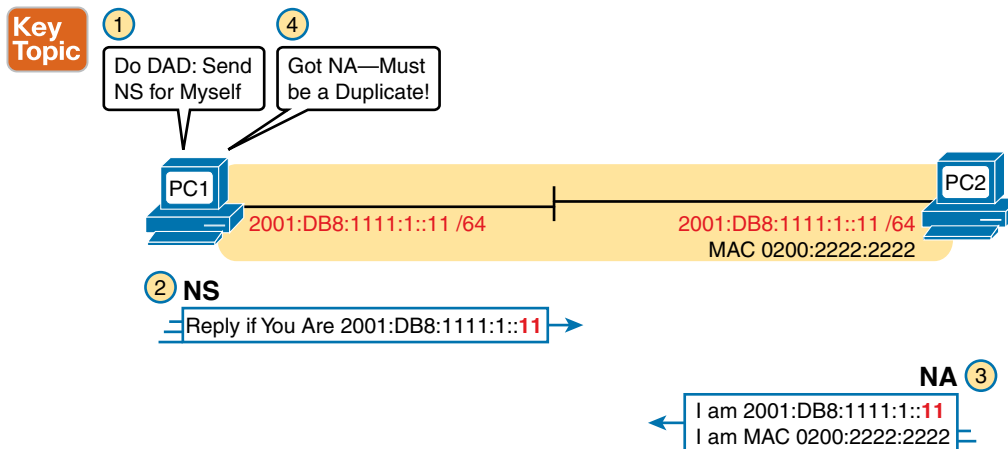 Key
Topic
1
Do DAD: Send
NS for Myself
4
Got NA—Must
be a Duplicate!
PC1
PC2
2001:DB8:1111:1::11 /64
2001:DB8:1111:1::11 /64
MAC 0200:2222:2222
2 NS
Reply if You Are 2001:DB8:1111:1::11
NA 3
I am 2001:DB8:1111:1::11
I am MAC 0200:2222:2222